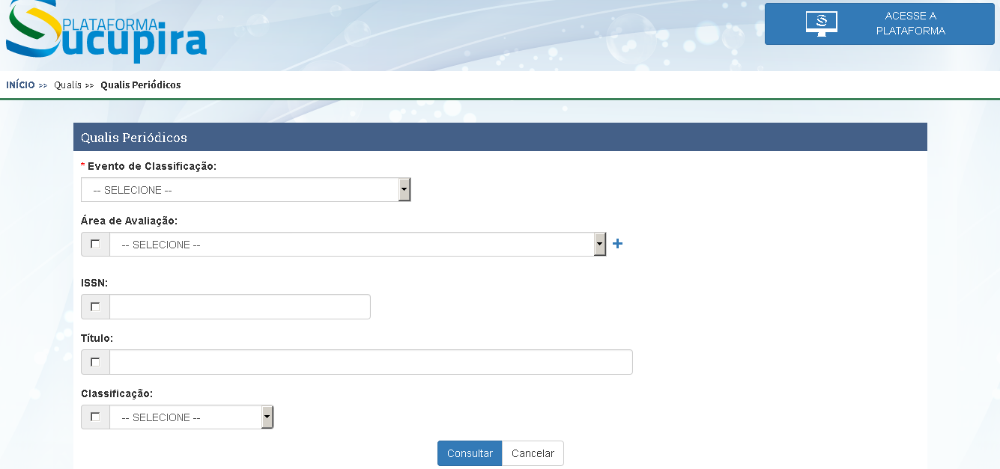 PLATAFORMA
Sucupira
ACESSE A
PLATAFORMA
INÍCIO >> Qualis >> Qualis Periódicos
Qualis Periódicos
* Evento de Classificação:
-- SELECIONE --
Área de Avaliação:
-- SELECIONE -- +
ISSN:
Título:
Classificação:
-- SELECIONE --
Consultar Cancelar